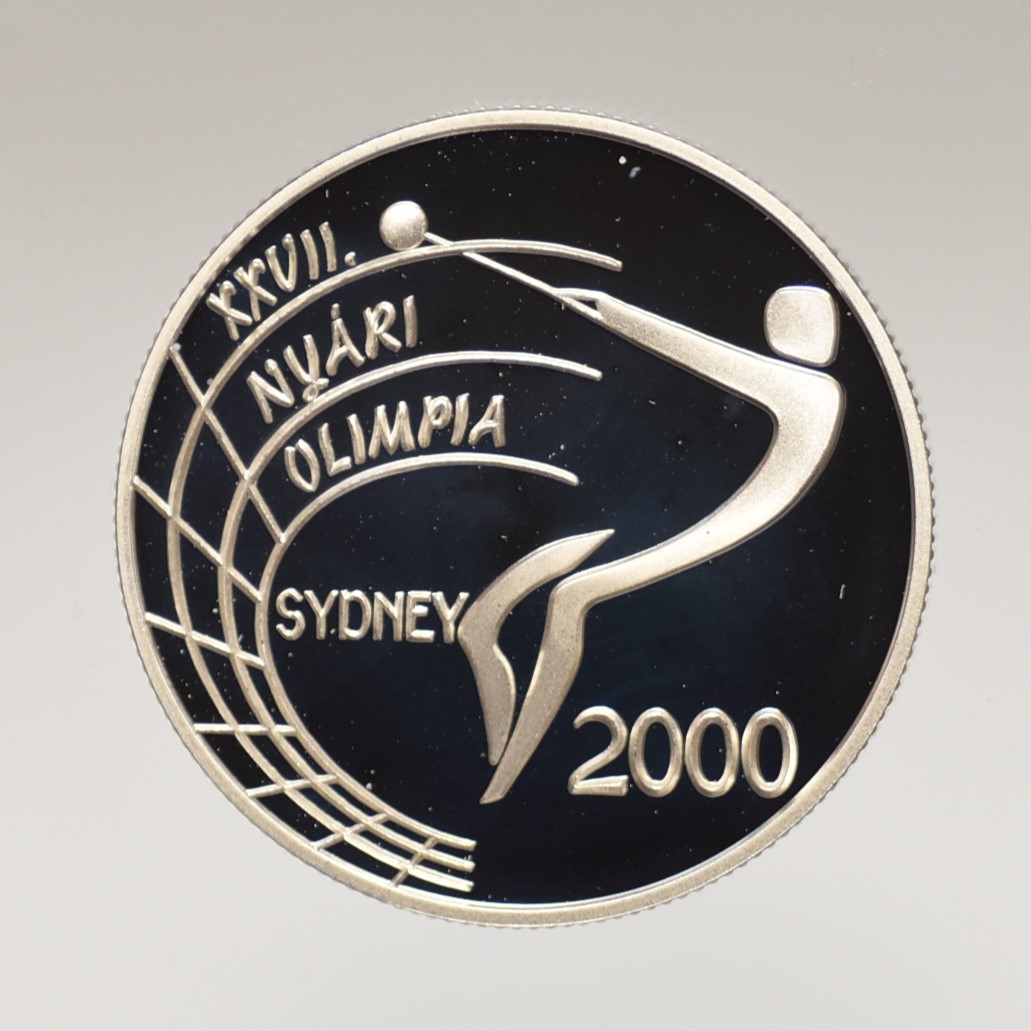 XXVII.
NYÁRI
OLIMPIA
SYDNEY
2000